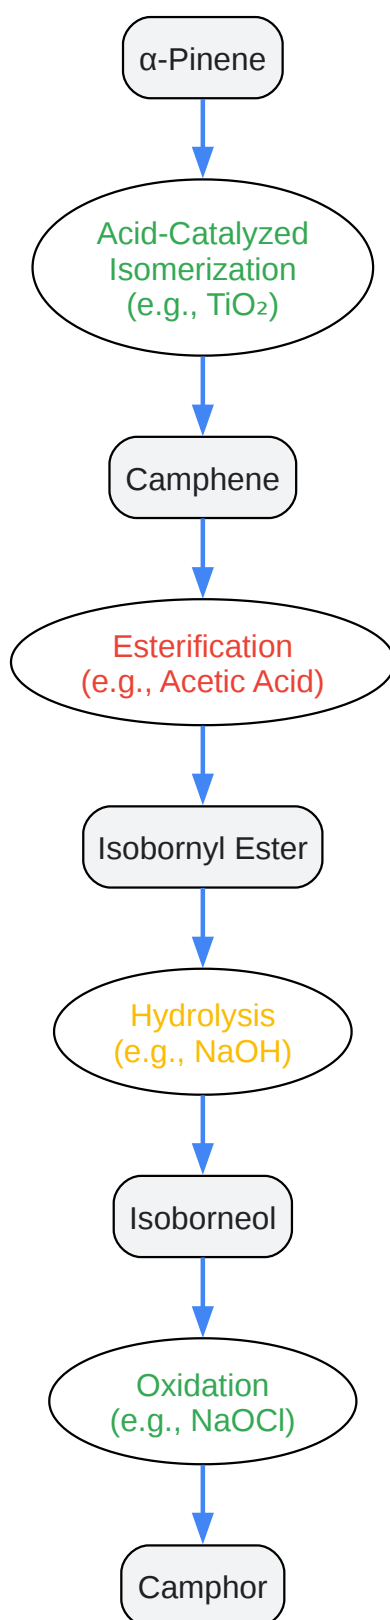 α-Pinene
Acid-Catalyzed
Isomerization
(e.g., TiO₂)
Camphene
Esterification
(e.g., Acetic Acid)
Isobornyl Ester
Hydrolysis
(e.g., NaOH)
Isoborneol
Oxidation
(e.g., NaOCl)
Camphor